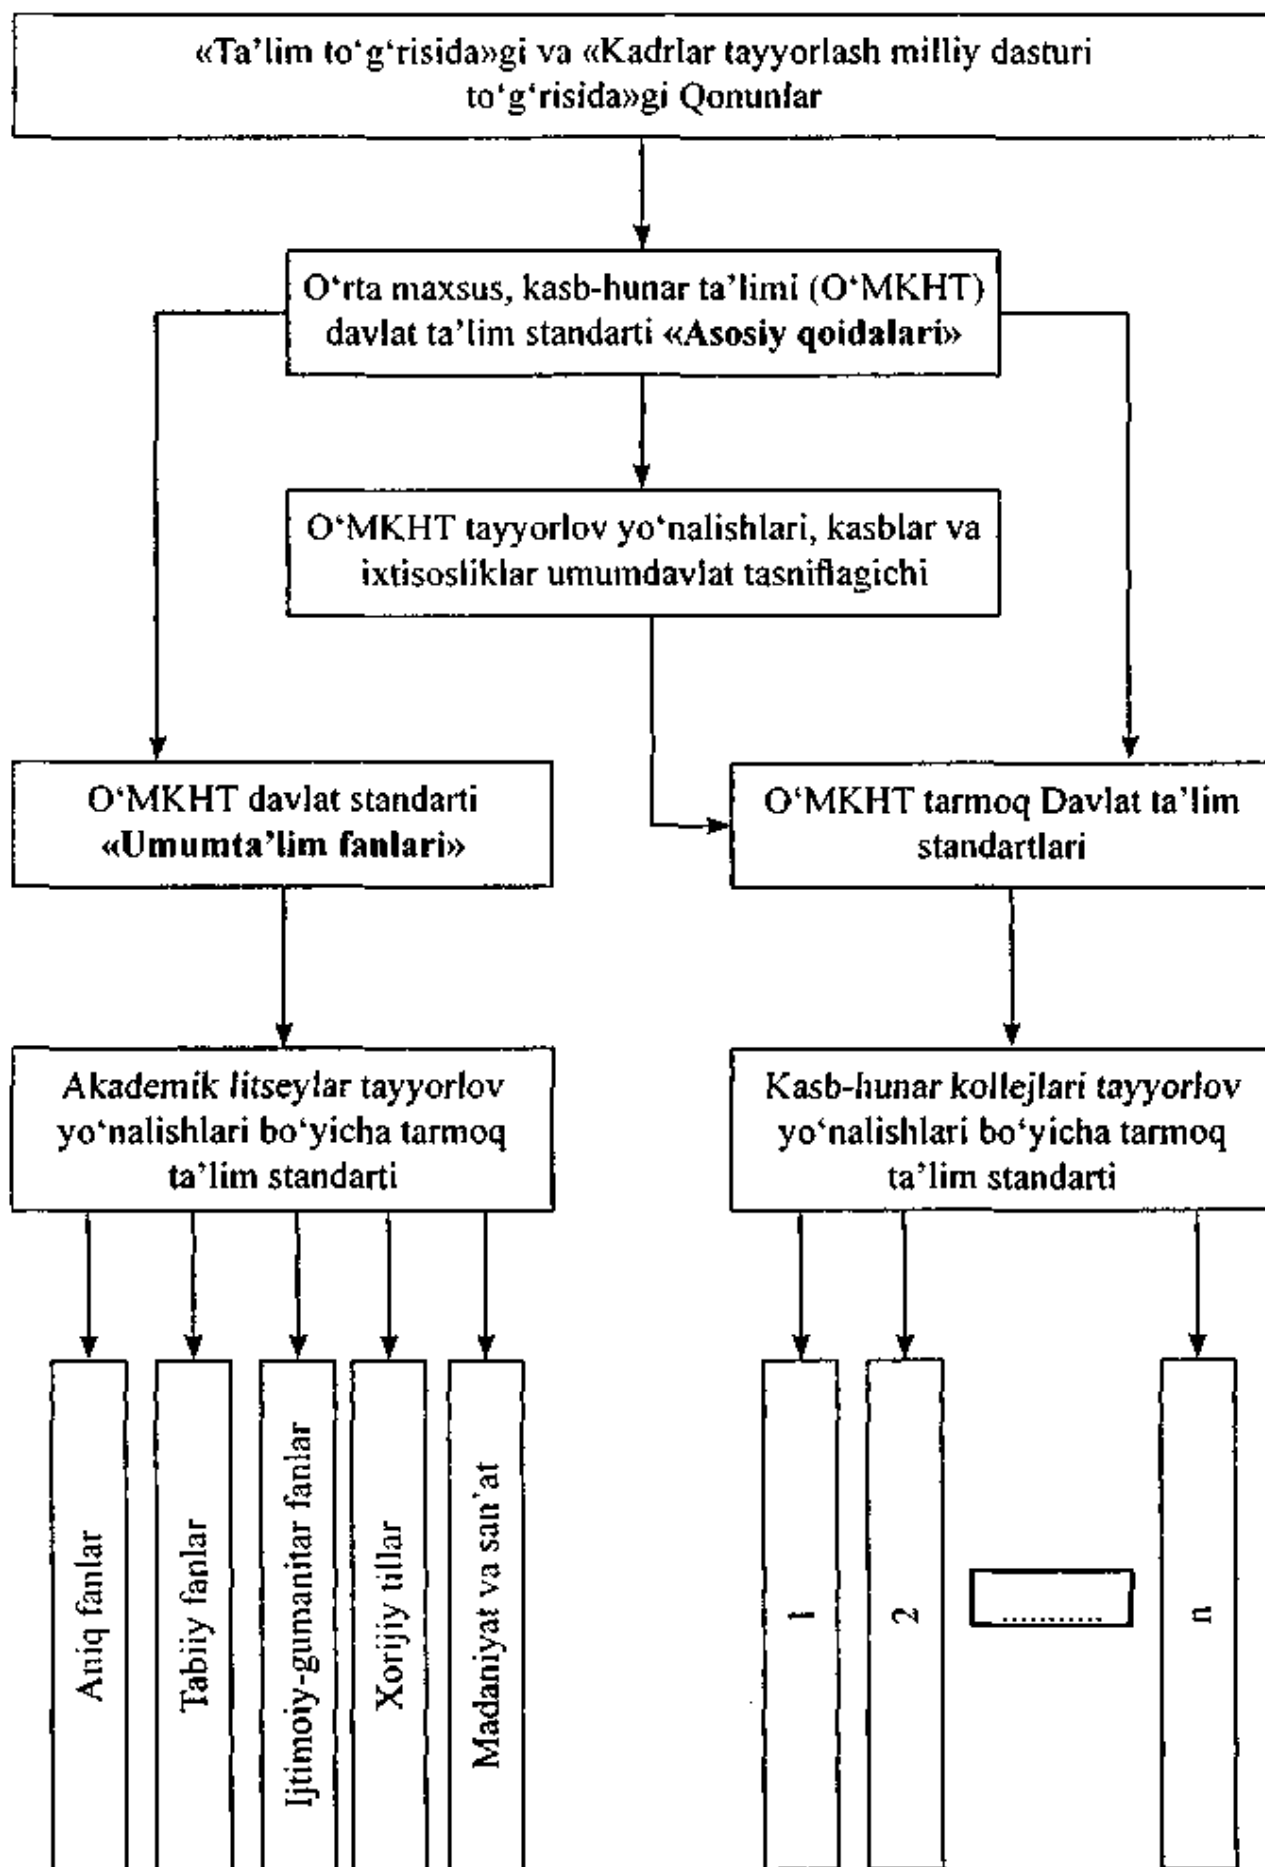 «Ta’lim to‘g‘risida»gi va «Kadrlar tayyorlash milliy dasturi
to‘g‘risida»gi Qonunlar
O‘rta maxsus, kasb-hunar ta’limi (O‘MKHT)
davlat ta’lim standarti «Asosiy qoidalari»
O‘MKHT tayyorlov yo‘nalishlari, kasblar va
ixtisosliklar umumdavlat tasniflagichi
O‘MKHT davlat standarti
«Umumta’lim fanlari»
O‘MKHT tarmoq Davlat ta’lim
standartlari
Akademik litseylar tayyorlov
yo‘nalishlari bo‘yicha tarmoq
ta’lim standarti
Kasb-hunar kollejlari tayyorlov
yo‘nalishlari bo‘yicha tarmoq
ta’lim standarti
Aniq fanlar
Tabiiy fanlar
Ijtimoiy-gumanitar fanlar
Xorijiy tillar
Madaniyat va san’at
1
2
...........
n